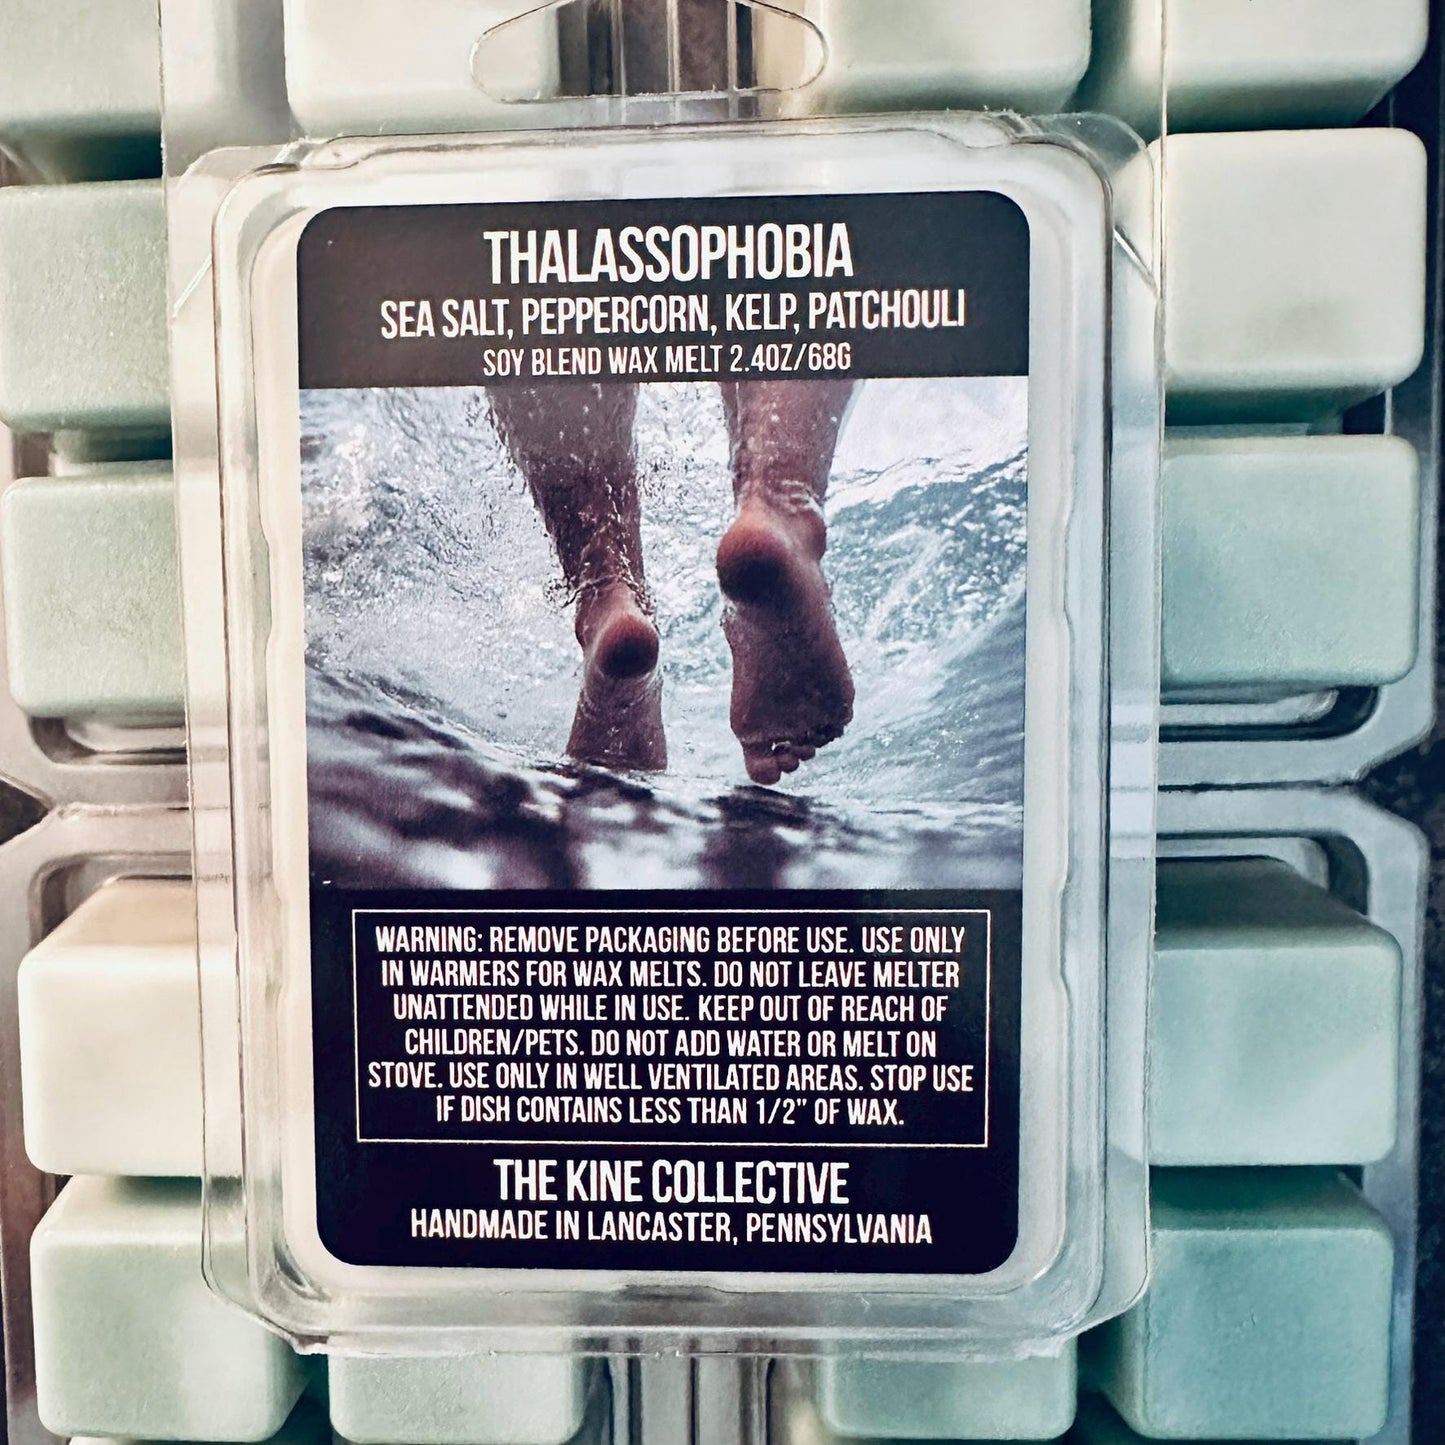 THALASSOPHOBIA
SEA SALT, PEPPERCORN, KELP, PATCHOULI
SOY BLEND WAX MELT 2.4OZ/68G
WARNING: REMOVE PACKAGING BEFORE USE. USE ONLY
IN WARMERS FOR WAX MELTS. DO NOT LEAVE MELTER
UNATTENDED WHILE IN USE. KEEP OUT OF REACH OF
CHILDREN/PETS. DO NOT ADD WATER OR MELT ON
STOVE. USE ONLY IN WELL VENTILATED AREAS. STOP USE
IF DISH CONTAINS LESS THAN 1/2" OF WAX.
THE KINE COLLECTIVE
HANDMADE IN LANCASTER, PENNSYLVANIA